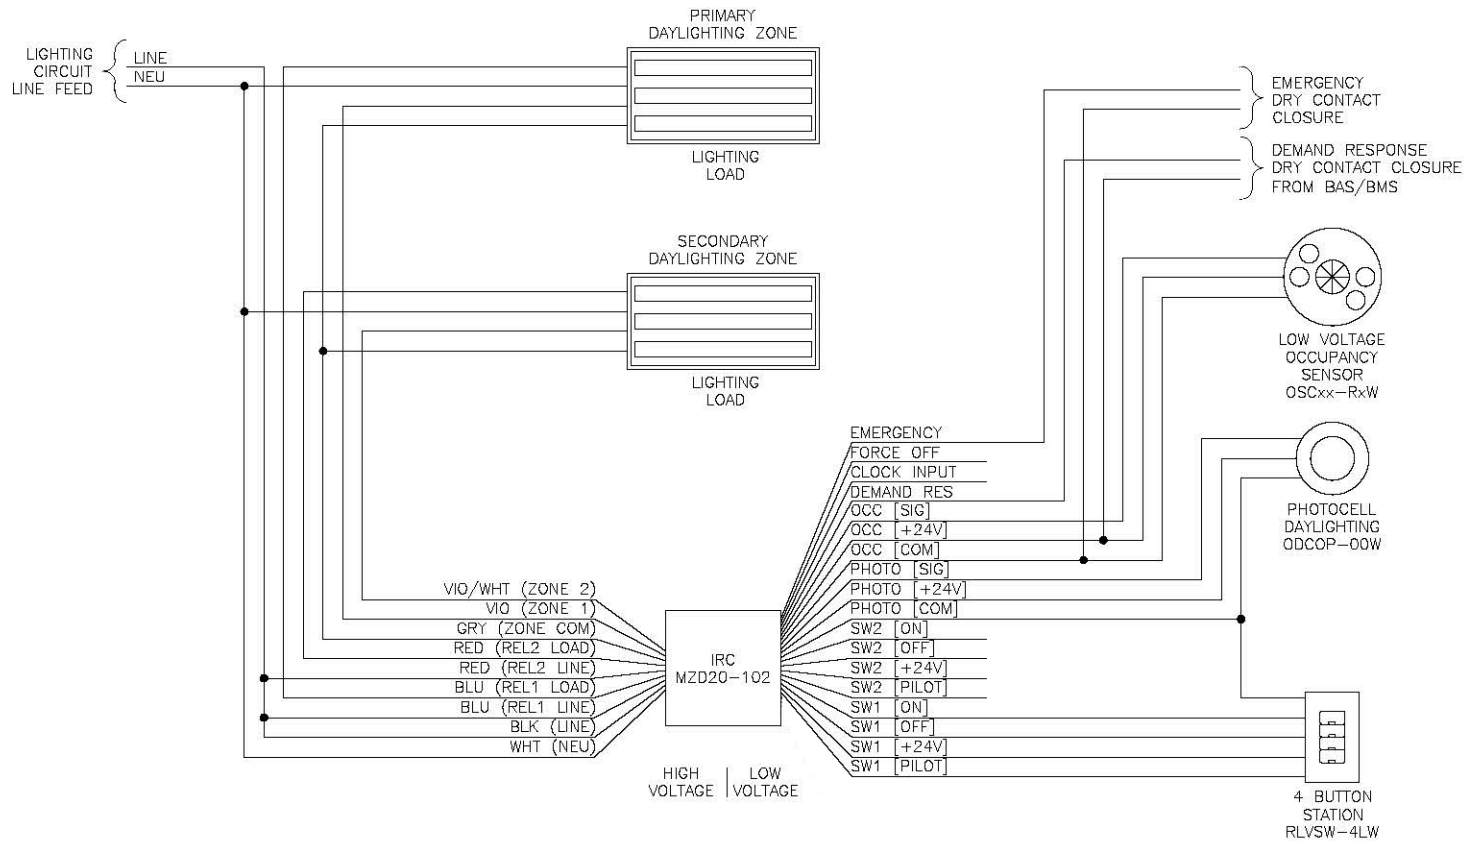 PRIMARY
DAYLIGHTING ZONE
LIGHTING
CIRCUIT
LINE FEED
LINE
NEU
LIGHTING
LOAD
EMERGENCY
DRY CONTACT
CLOSURE
DEMAND RESPONSE
DRY CONTACT CLOSURE
FROM BAS/BMS
SECONDARY
DAYLIGHTING ZONE
LIGHTING
LOAD
LOW VOLTAGE
OCCUPANCY
SENSOR
OSCxx-RxW
PHOTOCELL
DAYLIGHTING
ODCOP-00W
EMERGENCY
FORCE OFF
CLOCK INPUT
DEMAND RES
OCC [SIG]
OCC [+24V]
OCC [COM]
PHOTO [SIG]
PHOTO [+24V]
PHOTO [COM]
SW2 [ON]
SW2 [OFF]
SW2 [+24V]
SW2 [PILOT]
SW1 [ON]
SW1 [OFF]
SW1 [+24V]
SW1 [PILOT]
VIO/WHT (ZONE 2)
VIO (ZONE 1)
GRY (ZONE COM)
RED (REL2 LOAD)
RED (REL2 LINE)
BLU (REL1 LOAD)
BLU (REL1 LINE)
BLK (LINE)
WHT (NEU)
IRC
MZD20-102
HIGH
VOLTAGE
LOW
VOLTAGE
4 BUTTON
STATION
RLVSW-4LW